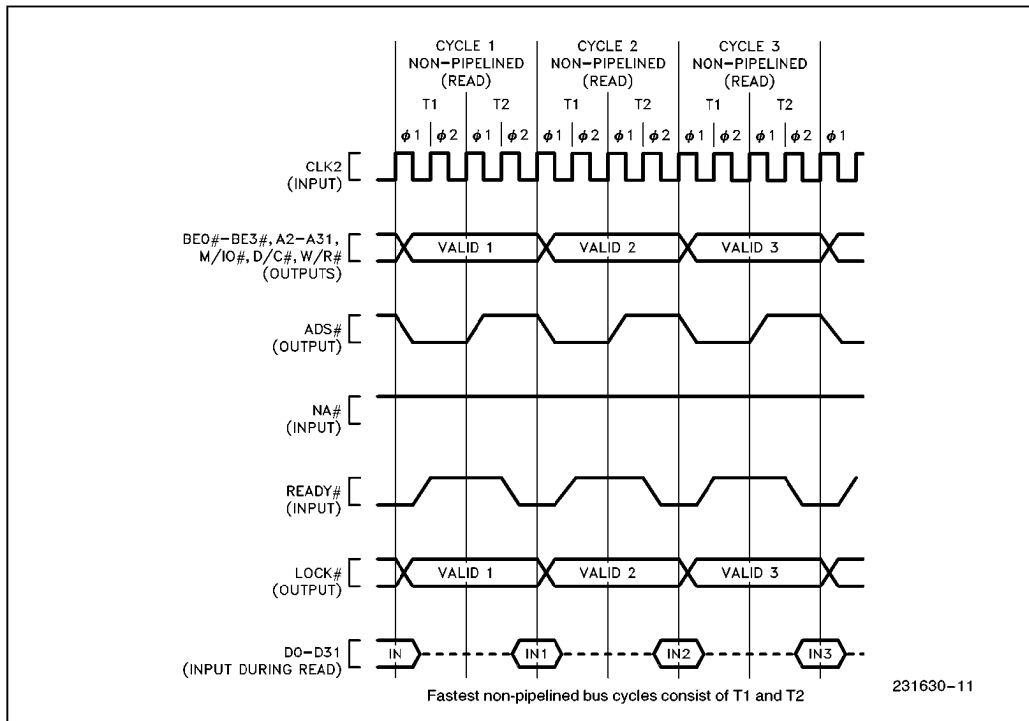 CYCLE 1 CYCLE 2 CYCLE 3
NON-PIPELINED NON-PIPELINED NON-PIPELINED
(READ) (READ) (READ)
T1 T2 T1 T2 T1 T2
φ1 φ2 φ1 φ2 φ1 φ2 φ1 φ2 φ1 φ2 φ1 φ2 φ1
CLK2
(INPUT)
BE0#-BE3#, A2-A31,
M/IO#, D/C#, W/R#
(OUTPUTS)
VALID 1 VALID 2 VALID 3
ADS#
(OUTPUT)
NA#
(INPUT)
READY#
(INPUT)
LOCK#
(OUTPUT)
VALID 1 VALID 2 VALID 3
D0-D31
(INPUT DURING READ)
IN IN1 IN2 IN3
Fastest non-pipelined bus cycles consist of T1 and T2
231630-11